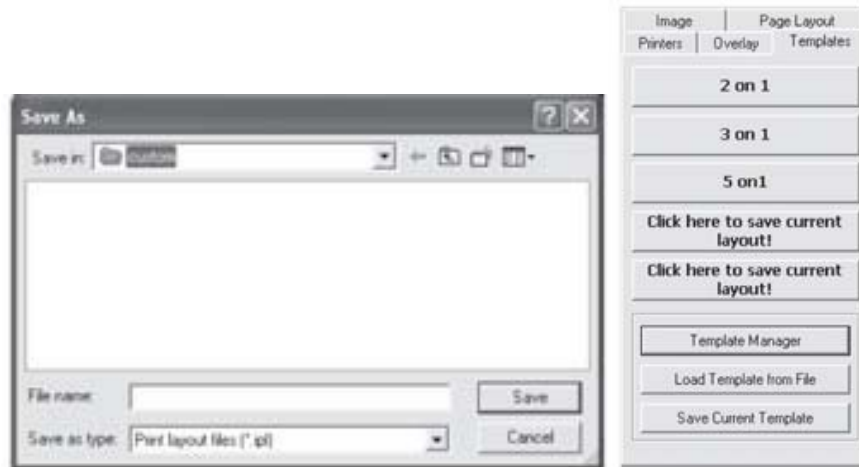 Save As
Save in: custom
File name:
Save
Save as type: Print layout files (*.ipl)
Cancel
Image Page Layout
Printers Overlay Templates
2 on 1
3 on 1
5 on1
Click here to save current
layout!
Click here to save current
layout!
Template Manager
Load Template from File
Save Current Template